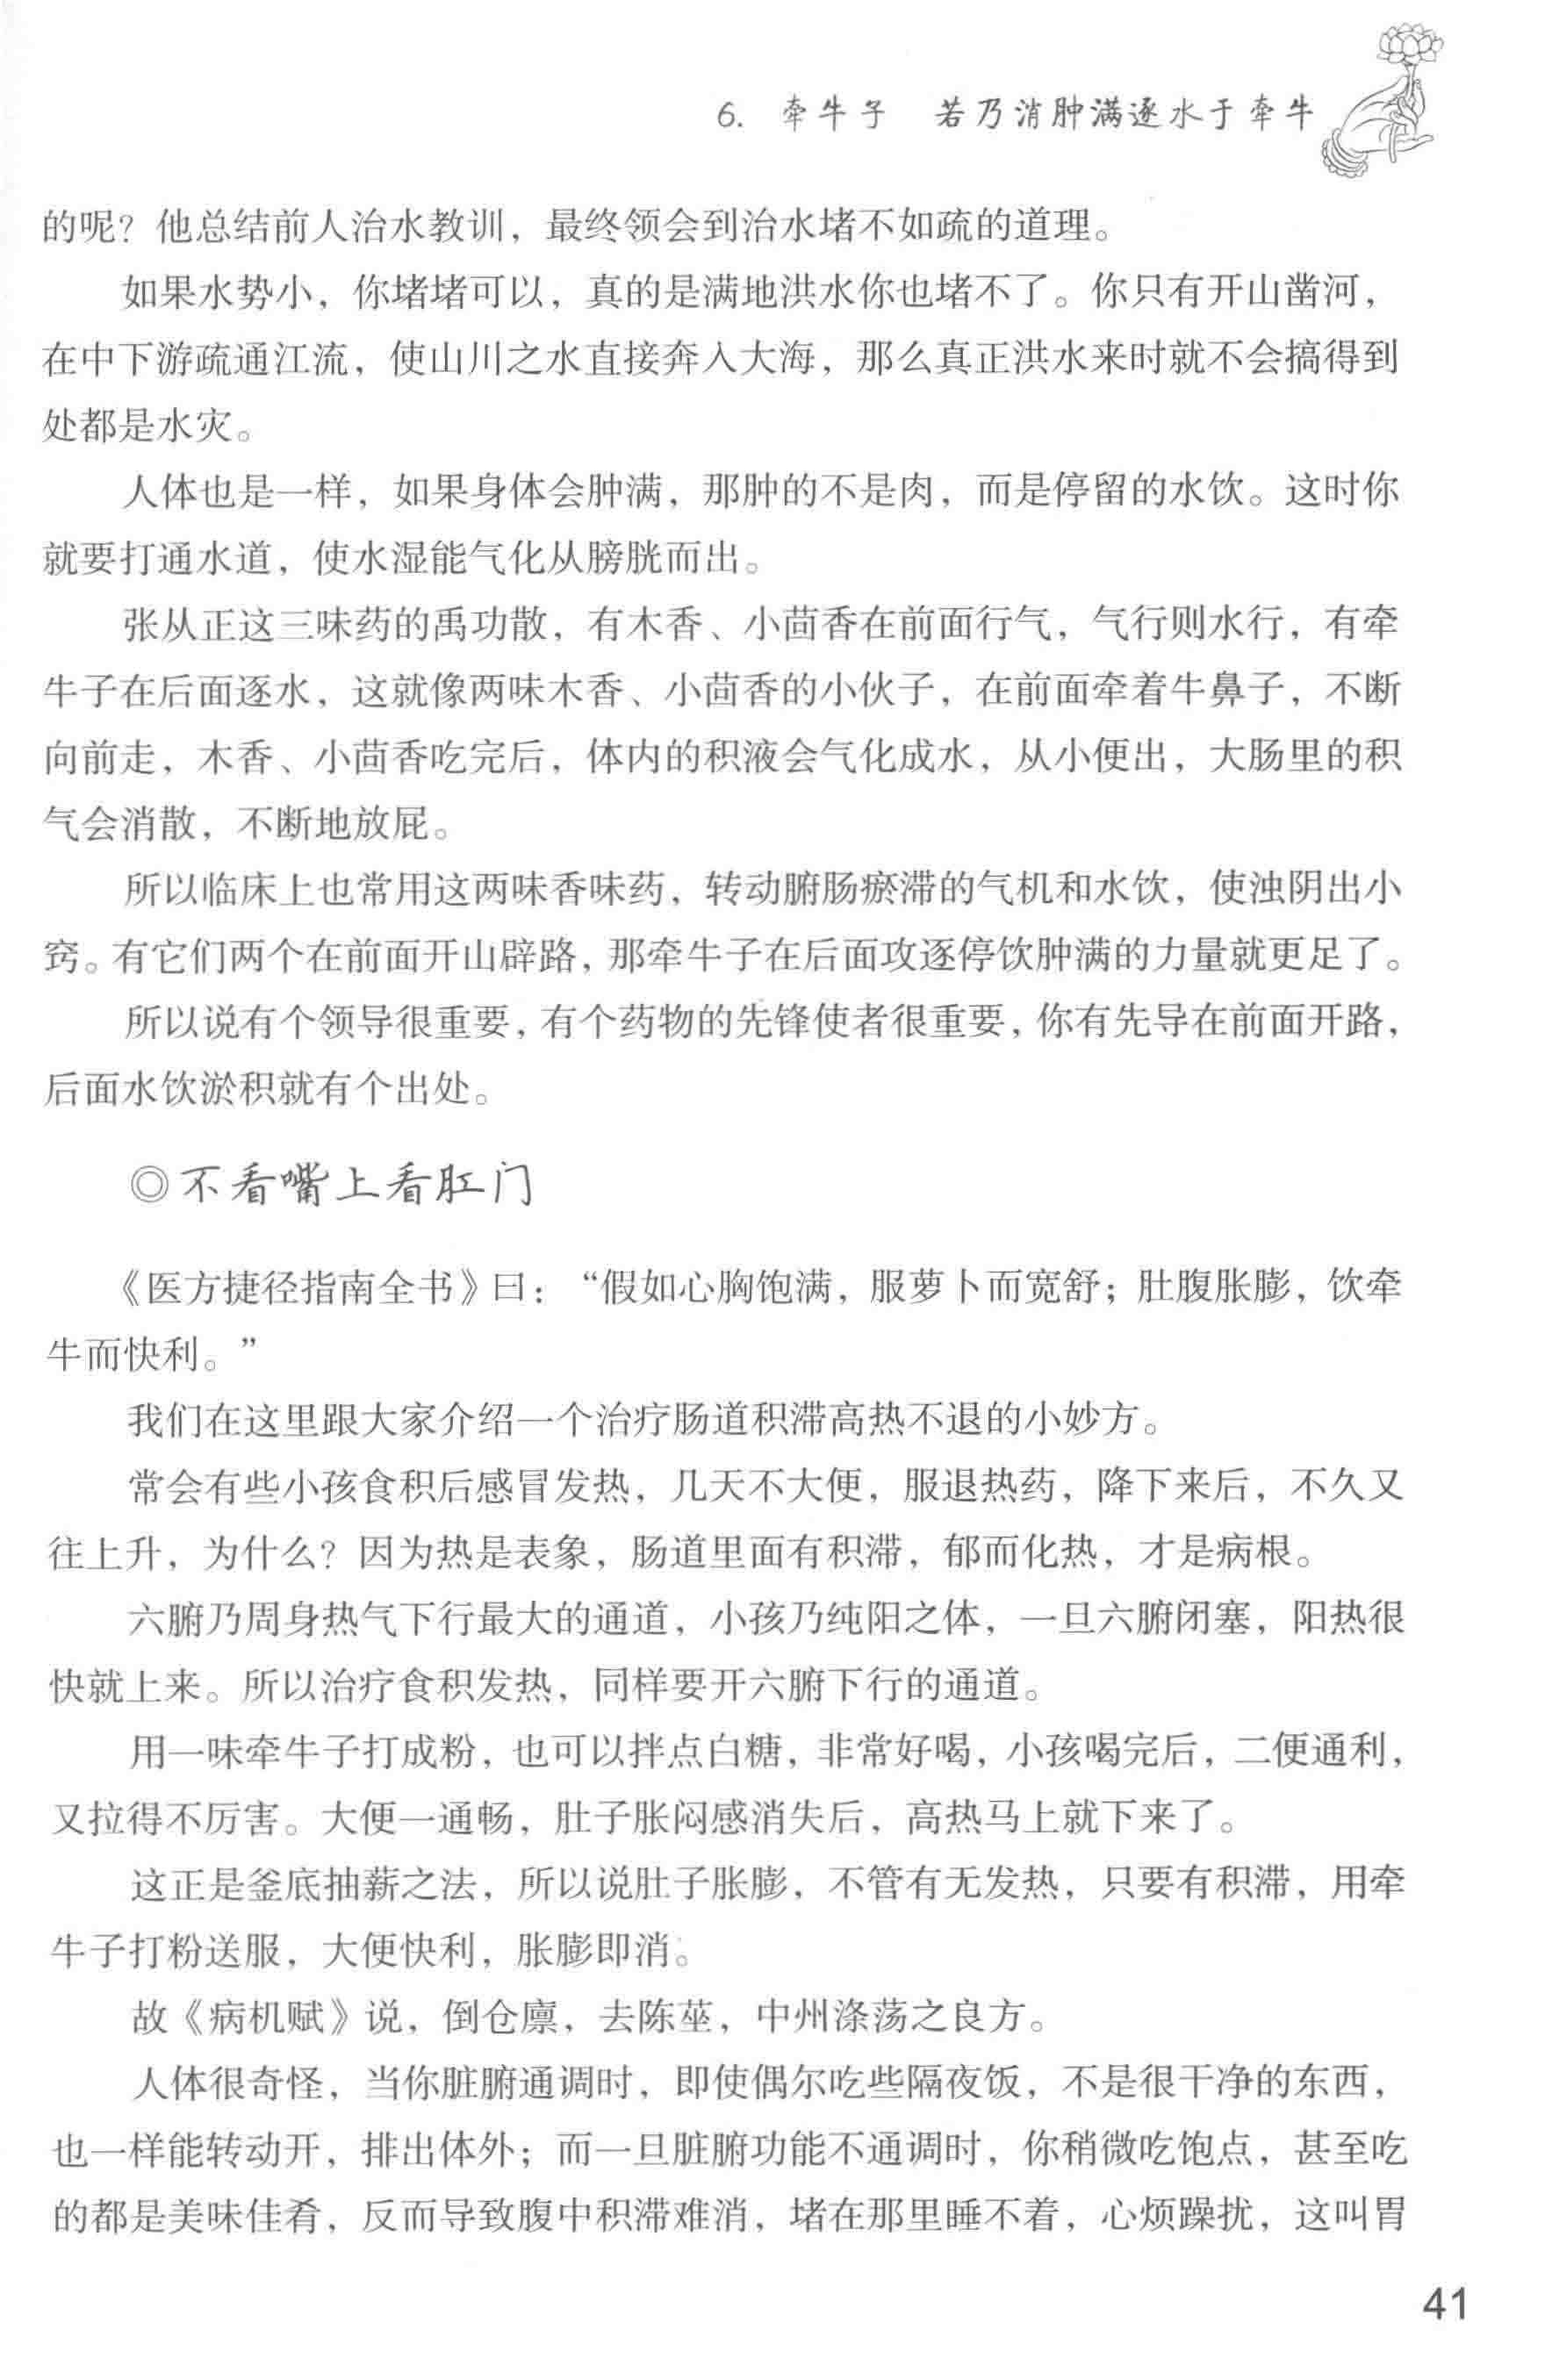 6. 牵牛子 若乃消肿满逐水于牵牛
的呢？他总结前人治水教训，最终领会到治水堵不如疏的道理。
如果水势小，你堵堵可以，真的是满地洪水你也堵不了。你只有开山凿河，
在中下游疏通江流，使山川之水直接奔入大海，那么真正洪水来时就不会搞得到
处都是水灾。
人体也是一样，如果身体会肿满，那肿的不是肉，而是停留的水饮。这时你
就要打通水道，使水湿能气化从膀胱而出。
张从正这三味药的禹功散，有木香、小茴香在前面行气，气行则水行，有牵
牛子在后面逐水，这就像两味木香、小茴香的小伙子，在前面牵着牛鼻子，不断
向前走，木香、小茴香吃完后，体内的积液会气化成水，从小便出，大肠里的积
气会消散，不断地放屁。
所以临床上也常用这两味香味药，转动腑肠瘀滞的气机和水饮，使浊阴出小
窍。有它们两个在前面开山辟路，那牵牛子在后面攻逐停饮肿满的力量就更足了。
所以说有个领导很重要，有个药物的先锋使者很重要，你有先导在前面开路，
后面水饮淤积就有个出处。
◎不看嘴上看肛门
《医方捷径指南全书》曰：“假如心胸饱满，服萝卜而宽舒；肚腹胀膨，饮牵
牛而快利。”
我们在这里跟大家介绍一个治疗肠道积滞高热不退的小妙方。
常会有些小孩食积后感冒发热，几天不大便，服退热药，降下来后，不久又
往上升，为什么？因为热是表象，肠道里面有积滞，郁而化热，才是病根。
六腑乃周身热气下行最大的通道，小孩乃纯阳之体，一旦六腑闭塞，阳热很
快就上来。所以治疗食积发热，同样要开六腑下行的通道。
用一味牵牛子打成粉，也可以拌点白糖，非常好喝，小孩喝完后，二便通利，
又拉得不厉害。大便一通畅，肚子胀闷感消失后，高热马上就下来了。
这正是釜底抽薪之法，所以说肚子胀膨，不管有无发热，只要有积滞，用牵
牛子打粉送服，大便快利，胀膨即消。
故《病机赋》说，倒仓廪，去陈莝，中州涤荡之良方。
人体很奇怪，当你脏腑通调时，即使偶尔吃些隔夜饭，不是很干净的东西，
也一样能转动开，排出体外；而一旦脏腑功能不通调时，你稍微吃饱点，甚至吃
的都是美味佳肴，反而导致腹中积滞难消，堵在那里睡不着，心烦躁扰，这叫胃
41